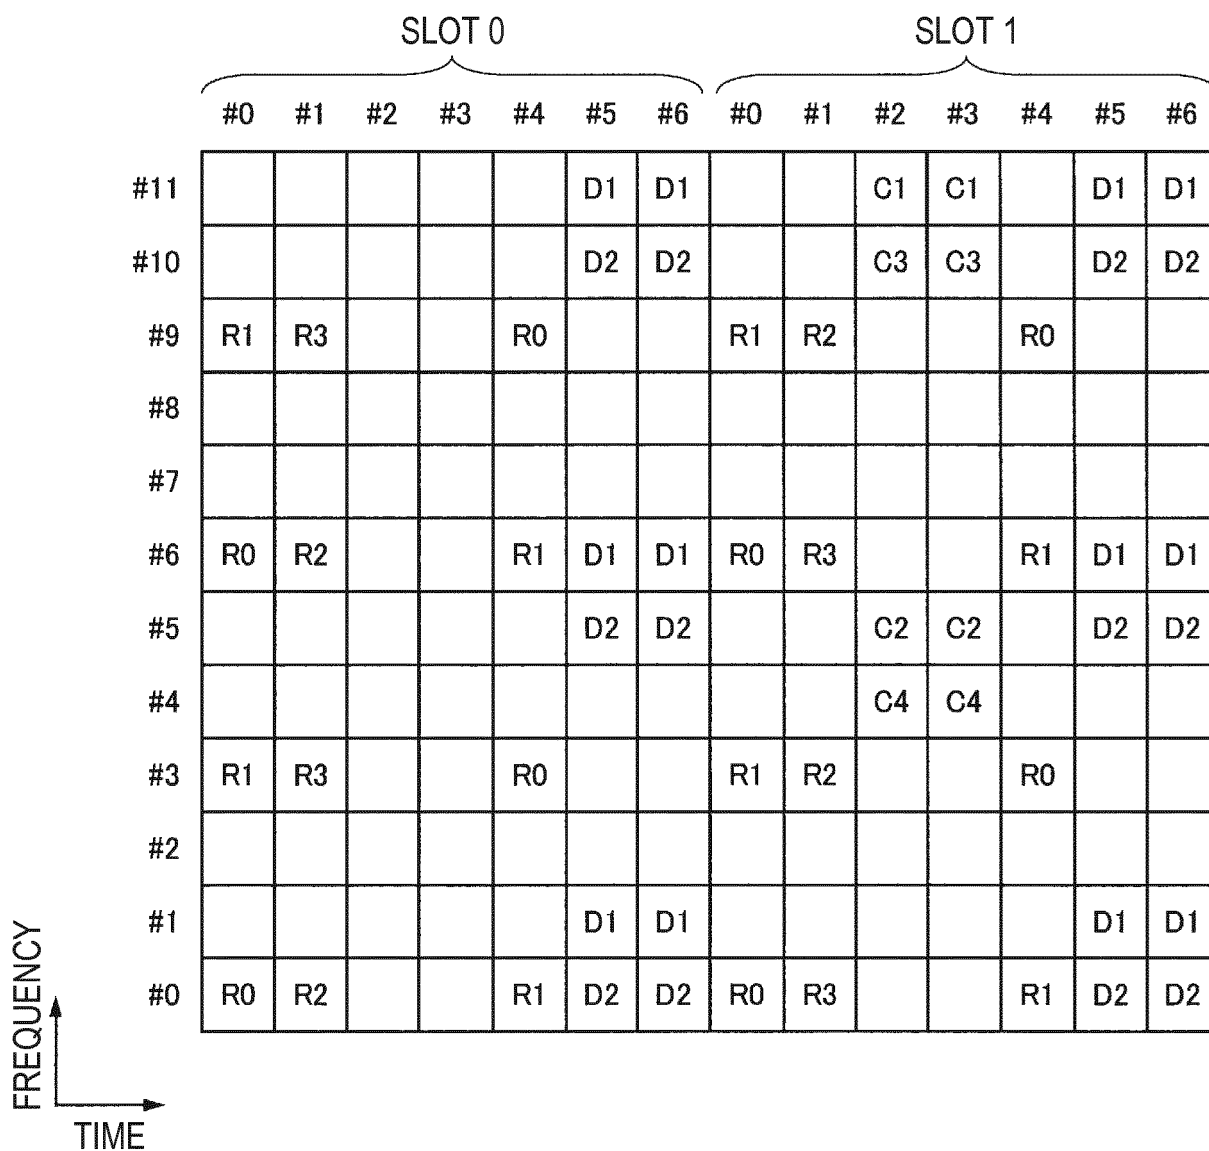 SLOT 0 SLOT 1
#0 #1 #2 #3 #4 #5 #6 #0 #1 #2 #3 #4 #5 #6
#11 D1 D1 C1 C1 D1 D1
#10 D2 D2 C3 C3 D2 D2
#9 R1 R3 R0 R1 R2 R0
#8
#7
#6 R0 R2 R1 D1 D1 R0 R3 R1 D1 D1
#5 D2 D2 C2 C2 D2 D2
#4 C4 C4
#3 R1 R3 R0 R1 R2 R0
#2
#1 D1 D1 D1 D1
#0 R0 R2 R1 D2 D2 R0 R3 R1 D2 D2
FREQUENCY
TIME